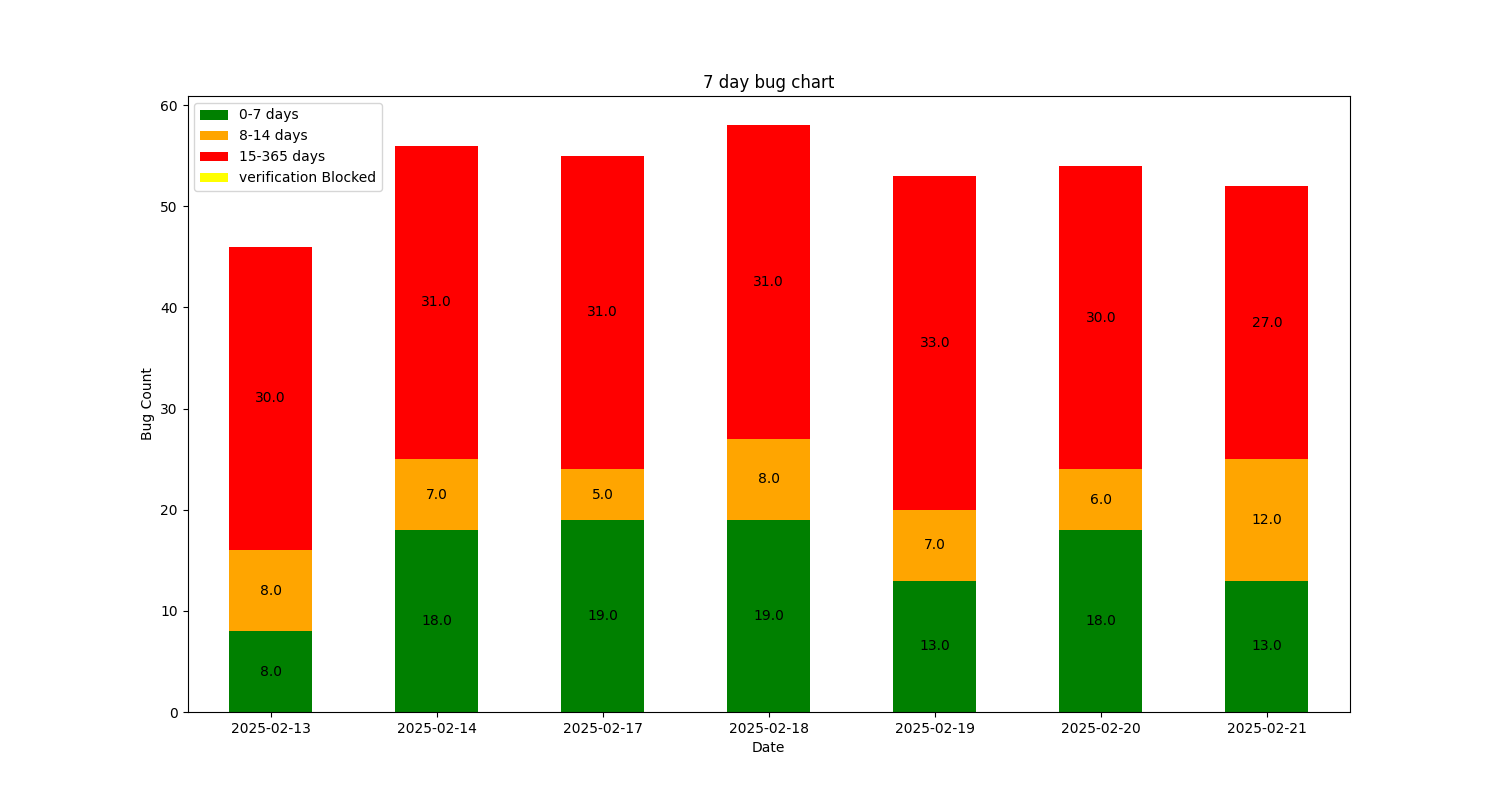 7 day bug chart
0-7 days
8-14 days
15-365 days
verification Blocked
Bug Count
60
50
40
30
20
10
0
31.0 31.0 31.0 33.0 30.0 27.0
30.0
7.0 5.0 8.0 7.0 6.0 12.0
8.0
18.0 19.0 19.0 13.0 18.0 13.0
8.0
2025-02-13 2025-02-14 2025-02-17 2025-02-18 2025-02-19 2025-02-20 2025-02-21
Date